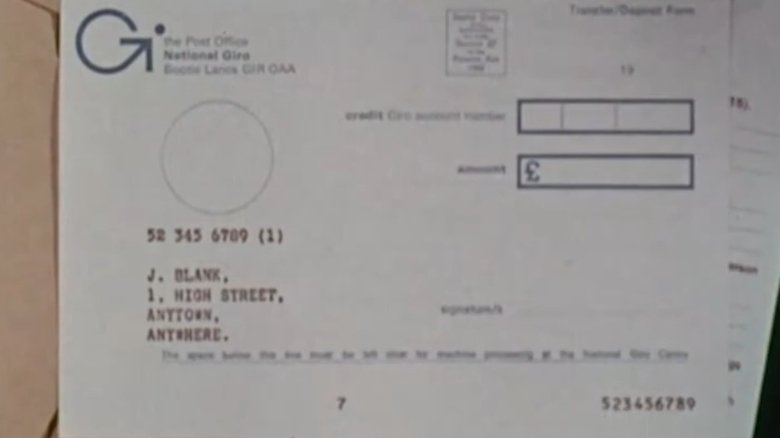 Transfer/Deposit Form
Gi
the Post Office
National Giro
Bootle Lancs GIR OAA
19
credit Giro account number
amount £
52 345 6789 (1)
J. BLANK,
1, HIGH STREET,
ANYTOWN,
ANYWHERE.
signature/s
The space below this line must be left clear for machine processing at the National Giro Centre
7 523456789